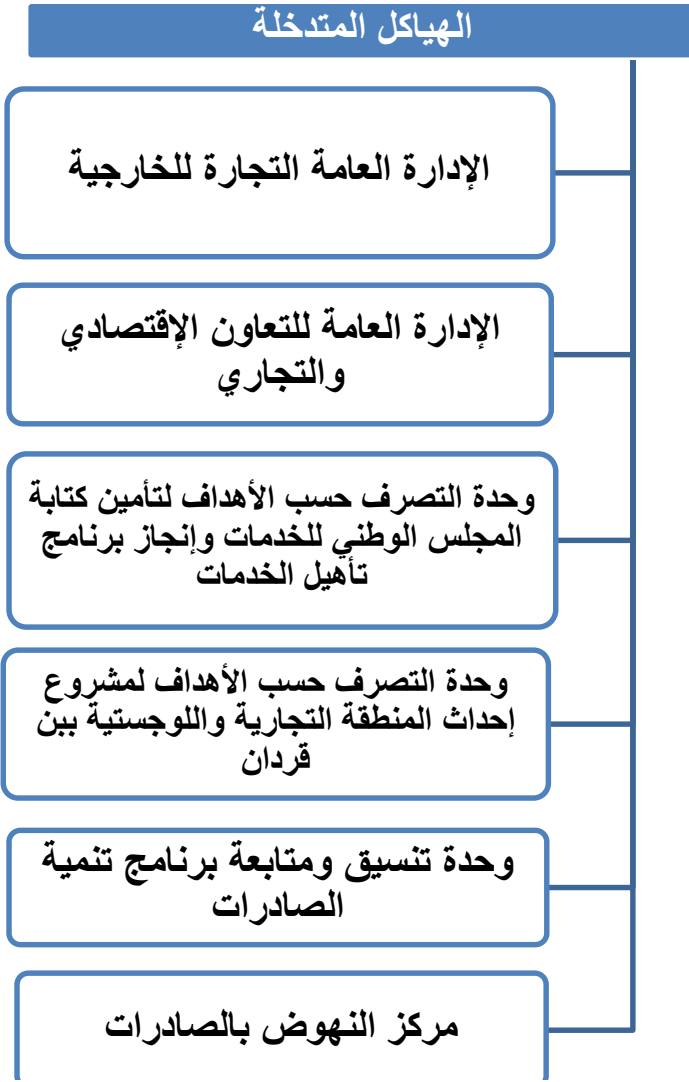 الهياكل المتدخلة
الإدارة العامة التجارة للخارجية
الإدارة العامة للتعاون الإقتصادي
والتجاري
وحدة التصرف حسب الأهداف لتأمين كتابة
المجلس الوطني للخدمات وإنجاز برنامج
تأهيل الخدمات
وحدة التصرف حسب الأهداف لمشروع
إحداث المنطقة التجارية واللوجستية ببن
قردان
وحدة تنسيق ومتابعة برنامج تنمية
الصادرات
مركز النهوض بالصادرات